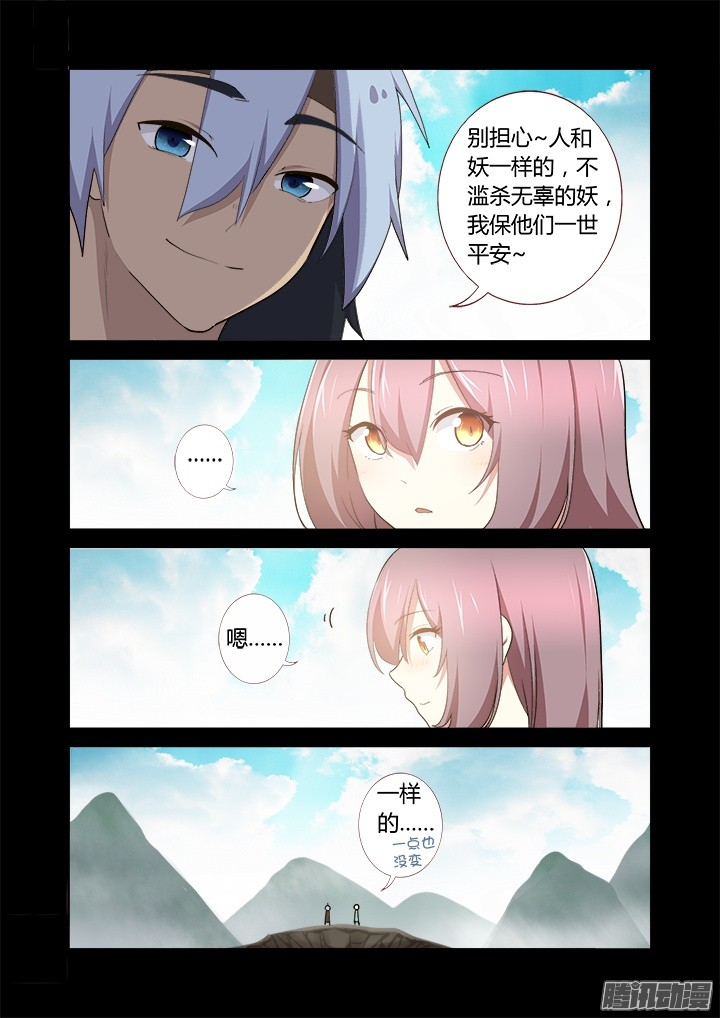 别担心~人和
妖一样的，不
滥杀无辜的妖，
我保他们一世
平安~
……
嗯……
一样
的……
一点也
没变
腾讯动漫